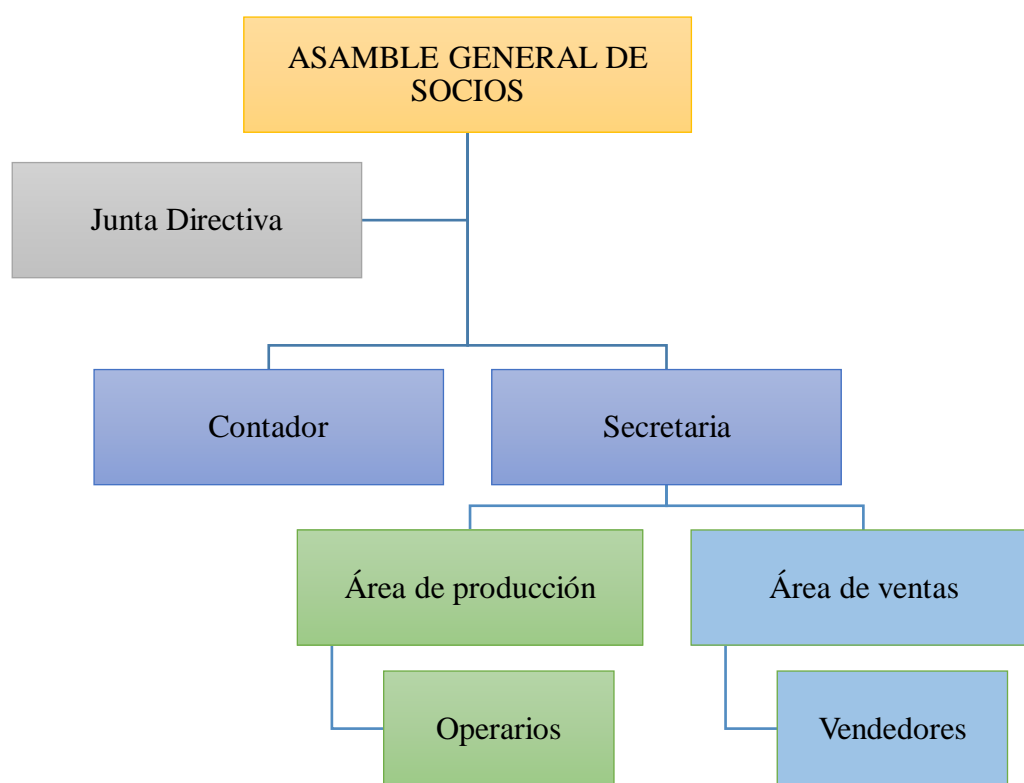 ASAMBLE GENERAL DE
SOCIOS
Junta Directiva
Contador
Secretaria
Área de producción
Área de ventas
Operarios
Vendedores